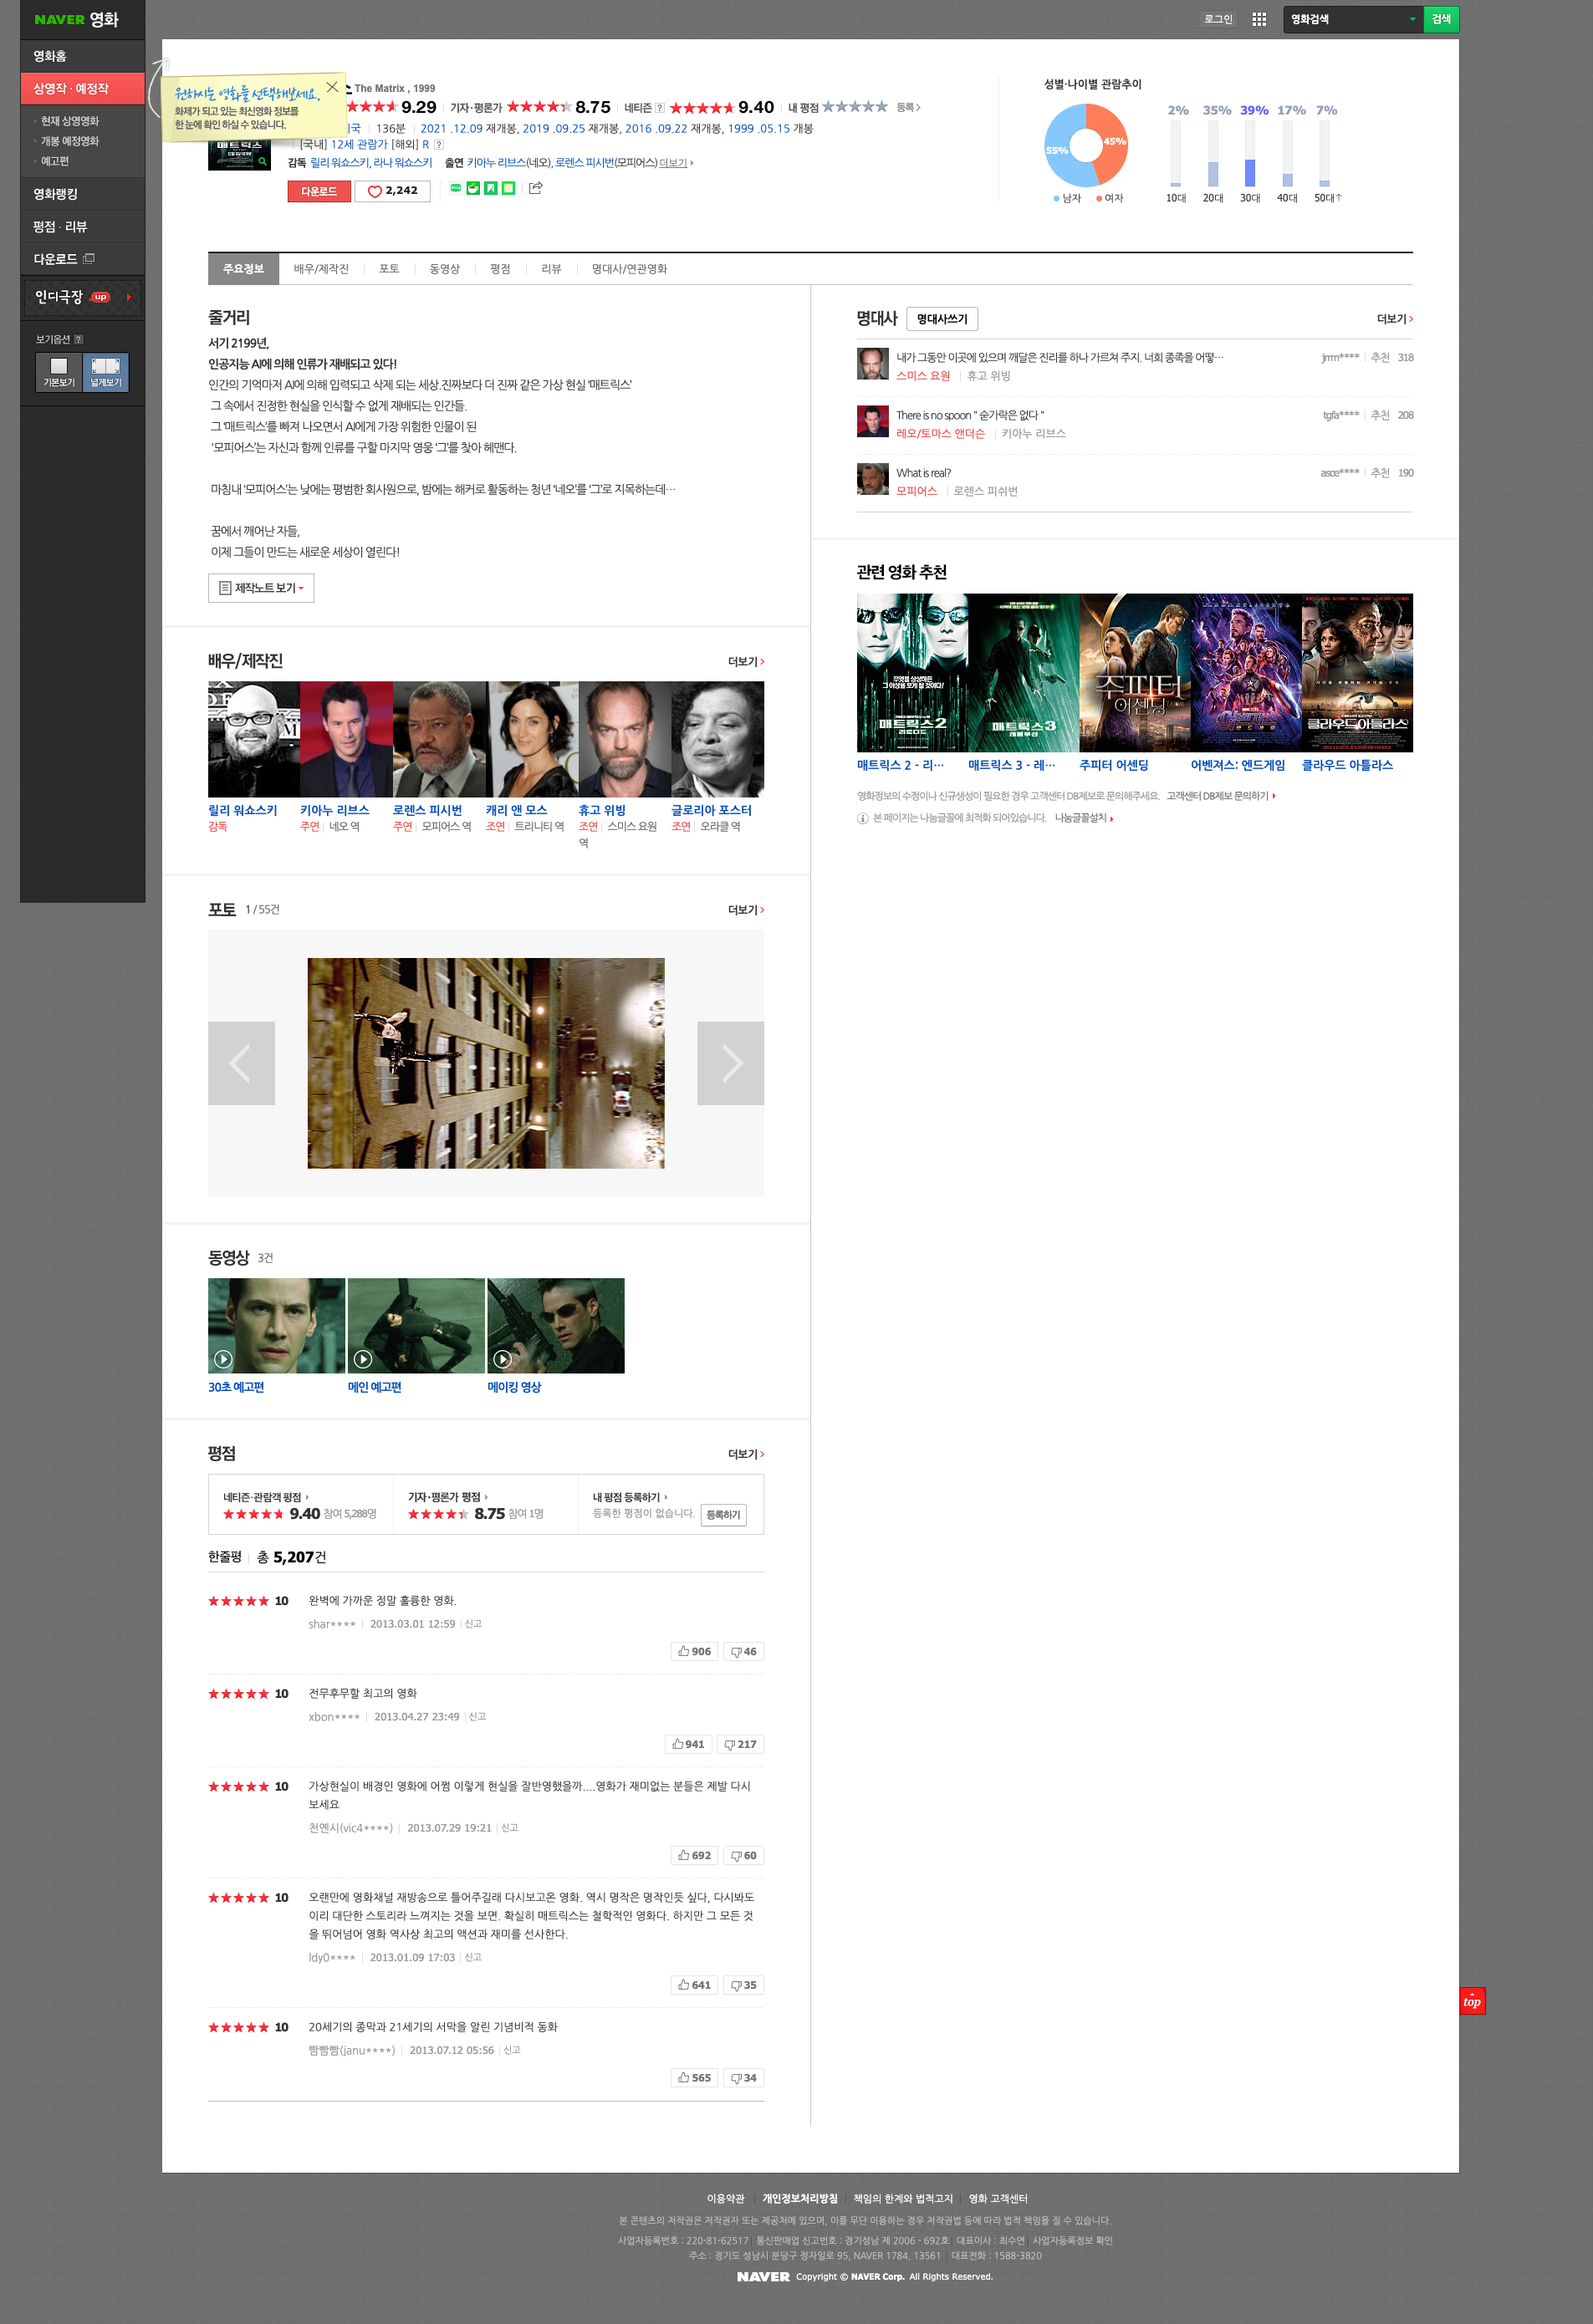 NAVER 영화
로그인
영화검색
검색
영화홈
상영작 · 예정작
현재 상영영화
개봉 예정영화
예고편
영화랭킹
평점 · 리뷰
다운로드
인디극장 up
보기옵션 ?
기본보기 넓게보기
원하시는 영화를 선택해보세요.
화제가 되고 있는 최신영화 정보를
한 눈에 확인 하실 수 있습니다.
The Matrix , 1999
9.29 기자·평론가 8.75 네티즌 ? 9.40 내 평점 등록
136분 2021 .12.09 재개봉, 2019 .09.25 재개봉, 2016 .09.22 재개봉, 1999 .05.15 개봉
[국내] 12세 관람가 [해외] R ?
감독 릴리 워쇼스키, 라나 워쇼스키 출연 키아누 리브스(네오), 로렌스 피시번(모피어스) 더보기
다운로드 2,242
성별·나이별 관람추이
55% 45%
남자 여자
2% 35% 39% 17% 7%
10대 20대 30대 40대 50대↑
주요정보 배우/제작진 포토 동영상 평점 리뷰 명대사/연관영화
줄거리
서기 2199년,
인공지능 AI에 의해 인류가 재배되고 있다!
인간의 기억마저 AI에 의해 입력되고 삭제 되는 세상.진짜보다 더 진짜 같은 가상 현실 ‘매트릭스’
그 속에서 진정한 현실을 인식할 수 없게 재배되는 인간들.
그 ‘매트릭스’를 빠져 나오면서 AI에게 가장 위험한 인물이 된
‘모피어스’는 자신과 함께 인류를 구할 마지막 영웅 ‘그’를 찾아 헤맨다.
마침내 ‘모피어스’는 낮에는 평범한 회사원으로, 밤에는 해커로 활동하는 청년 ‘네오’를 ‘그’로 지목하는데…
꿈에서 깨어난 자들,
이제 그들이 만드는 새로운 세상이 열린다!
제작노트 보기
배우/제작진 더보기
릴리 워쇼스키 키아누 리브스 로렌스 피시번 캐리 앤 모스 휴고 위빙 글로리아 포스터
감독 주연 네오 역 주연 모피어스 역 조연 트리니티 역 조연 스미스 요원 역 조연 오라클 역
포토 1 / 55건 더보기
동영상 3건
30초 예고편 메인 예고편 메이킹 영상
평점 더보기
네티즌·관람객 평점 기자·평론가 평점 내 평점 등록하기
9.40 참여 5,288명 8.75 참여 1명 등록한 평점이 없습니다. 등록하기
한줄평 총 5,207건
10 완벽에 가까운 정말 훌륭한 영화.
shar**** 2013.03.01 12:59 신고
906 46
10 전무후무할 최고의 영화
xbon**** 2013.04.27 23:49 신고
941 217
10 가상현실이 배경인 영화에 어쩜 이렇게 현실을 잘반영했을까....영화가 재미없는 분들은 제발 다시
보세요
천옌시(vic4****) 2013.07.29 19:21 신고
692 60
10 오랜만에 영화채널 재방송으로 틀어주길래 다시보고온 영화. 역시 명작은 명작인듯 싶다, 다시봐도
이리 대단한 스토리라 느껴지는 것을 보면. 확실히 매트릭스는 철학적인 영화다. 하지만 그 모든 것
을 뛰어넘어 영화 역사상 최고의 액션과 재미를 선사한다.
ldy0**** 2013.01.09 17:03 신고
641 35
10 20세기의 종막과 21세기의 서막을 알린 기념비적 동화
빰빰빰(janu****) 2013.07.12 05:56 신고
565 34
명대사 명대사쓰기 더보기
내가 그동안 이곳에 있으며 깨달은 진리를 하나 가르쳐 주지. 너희 종족을 어떻… jrrm**** 추천 318
스미스 요원 휴고 위빙
There is no spoon " 숟가락은 없다 " tgfa**** 추천 208
레오/토마스 앤더슨 키아누 리브스
What is real? asce**** 추천 190
모피어스 로렌스 피쉬번
관련 영화 추천
매트릭스2
매트릭스3
주피터 어센딩
클라우드 아틀라스
매트릭스 2 - 리… 매트릭스 3 - 레… 주피터 어센딩 어벤져스: 엔드게임 클라우드 아틀라스
영화정보의 수정이나 신규생성이 필요한 경우 고객센터 DB제보로 문의해주세요. 고객센터 DB제보 문의하기
본 페이지는 나눔글꼴에 최적화 되어있습니다. 나눔글꼴설치
top
이용약관 개인정보처리방침 책임의 한계와 법적고지 영화 고객센터
본 콘텐츠의 저작권은 저작권자 또는 제공처에 있으며, 이를 무단 이용하는 경우 저작권법 등에 따라 법적 책임을 질 수 있습니다.
사업자등록번호 : 220-81-62517 통신판매업 신고번호 : 경기성남 제 2006 - 692호 대표이사 : 최수연 사업자등록정보 확인
주소 : 경기도 성남시 분당구 정자일로 95, NAVER 1784, 13561 대표전화 : 1588-3820
NAVER Copyright © NAVER Corp. All Rights Reserved.